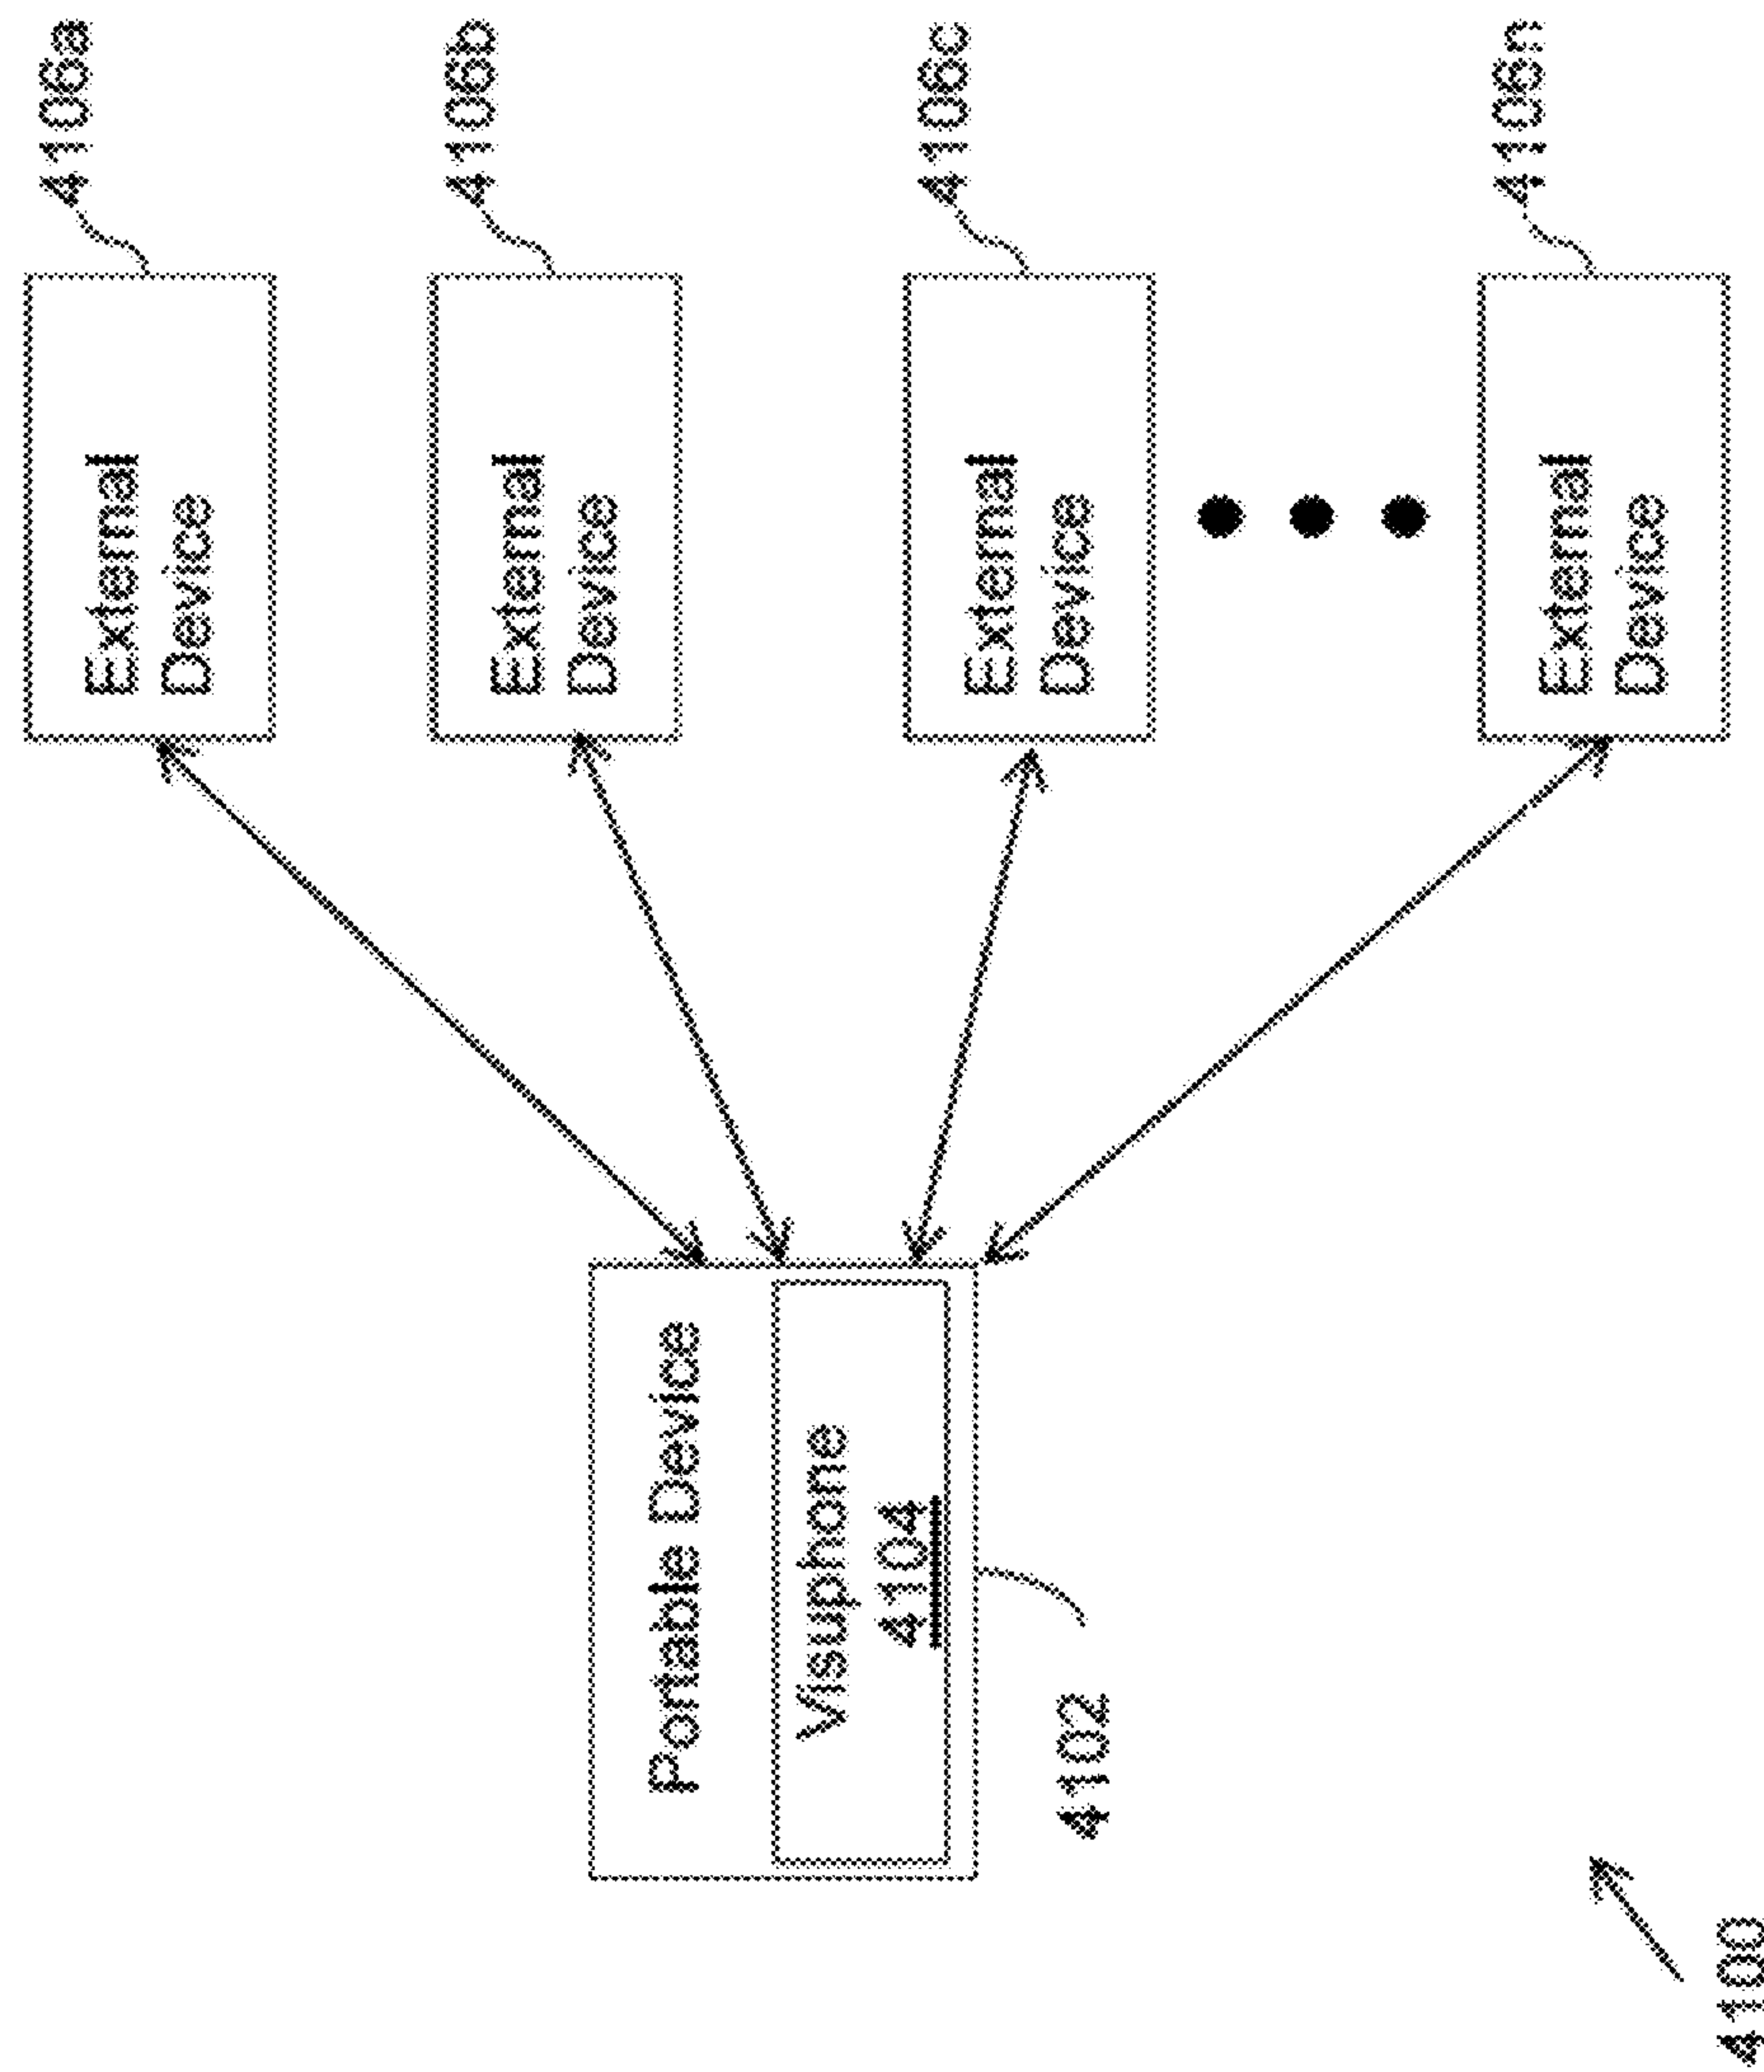 External
Device
4106a
External
Device
4106b
Portable Device
Visuphone
4104
4102
External
Device
4106c
External
Device
4106n
4100